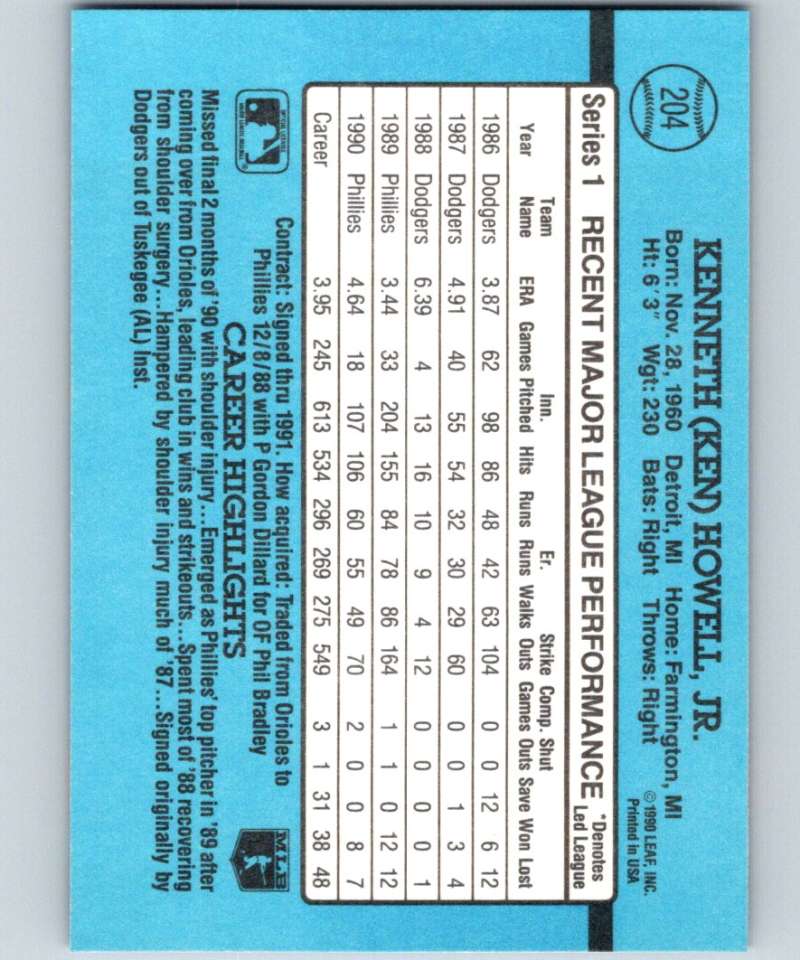 204
KENNETH (KEN) HOWELL, JR.
Born: Nov. 28, 1960 Detroit, MI Home: Farmington, MI
Ht: 6' 3" Wgt: 230 Bats: Right Throws: Right
© 1990 LEAF, INC.
Printed in USA
Series 1 RECENT MAJOR LEAGUE PERFORMANCE *Denotes Led League
Year Team Name ERA Games Inn. Pitched Hits Runs Er. Runs Walks Strike Outs Comp. Games Shut Outs Save Won Lost
1986 Dodgers 3.87 62 98 86 48 42 63 104 0 0 12 6 12
1987 Dodgers 4.91 40 55 54 32 30 29 60 0 0 1 3 4
1988 Dodgers 6.39 4 13 16 10 9 4 12 0 0 0 0 1
1989 Phillies 3.44 33 204 155 84 78 86 164 1 1 0 12 12
1990 Phillies 4.64 18 107 106 60 55 49 70 2 0 0 8 7
Career 3.95 245 613 534 296 269 275 549 3 1 31 38 48
Contract: Signed thru 1991. How acquired: Traded from Orioles to
Phillies 12/8/88 with P Gordon Dillard for OF Phil Bradley
MLB
CAREER HIGHLIGHTS
Missed final 2 months of '90 with shoulder injury...Emerged as Phillies' top pitcher in '89 after
coming over from Orioles, leading club in wins and strikeouts...Spent most of '88 recovering
from shoulder surgery...Hampered by shoulder injury much of '87...Signed originally by
Dodgers out of Tuskegee (AL) Inst.